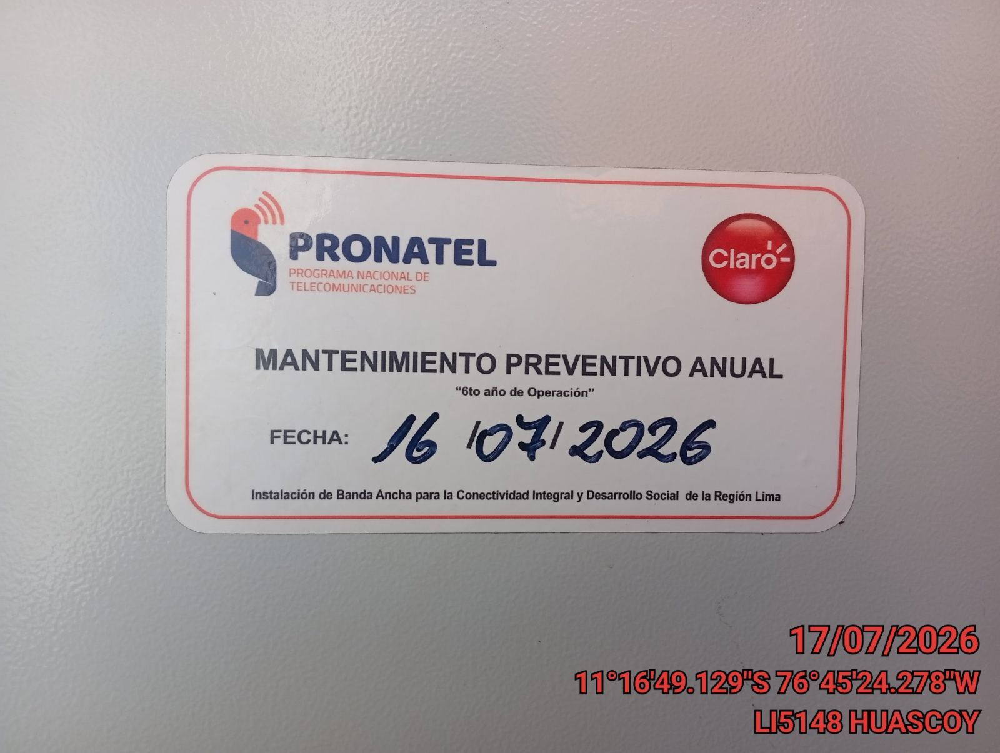 PRONATEL
PROGRAMA NACIONAL DE
TELECOMUNICACIONES
Claro
MANTENIMIENTO PREVENTIVO ANUAL
“6to año de Operación”
FECHA: 16 /07/ 2026
Instalación de Banda Ancha para la Conectividad Integral y Desarrollo Social de la Región Lima
17/07/2026
11°16'49.129"S 76°45'24.278"W
LI5148 HUASCOY